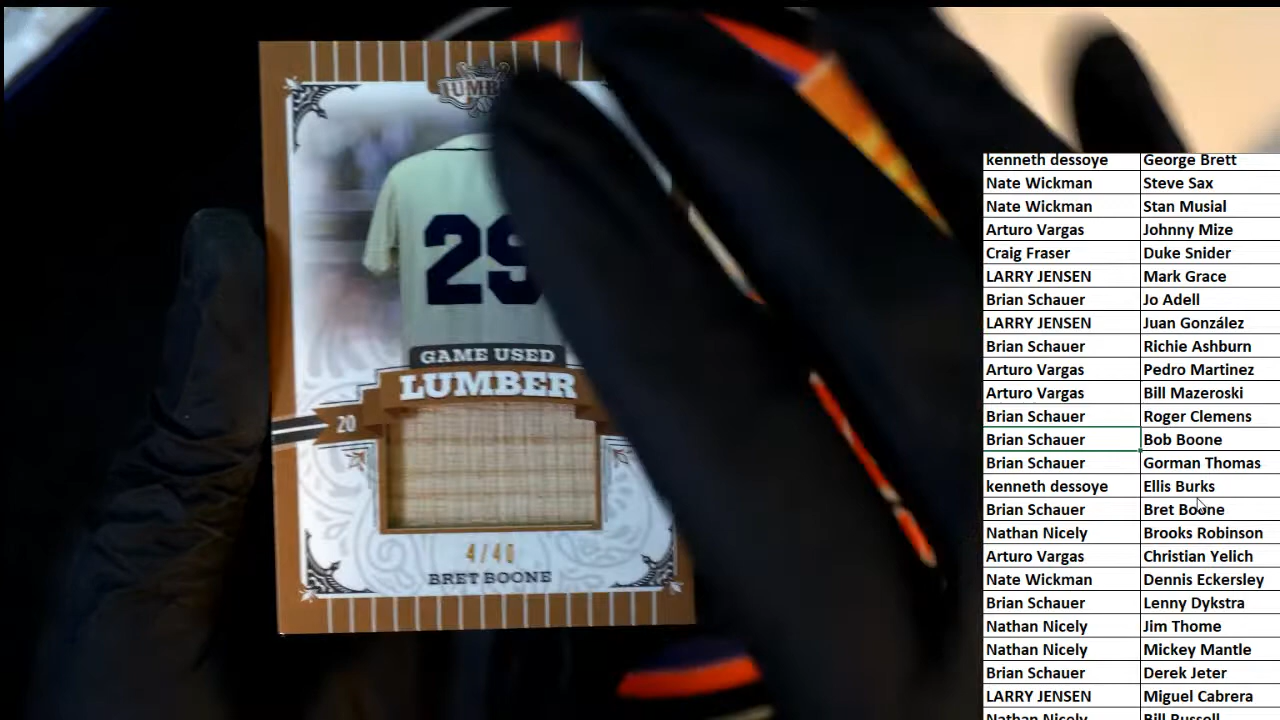 LUMB
29
GAME USED
LUMBER
20
4/40
BRET BOONE
kenneth dessoye George Brett
Nate Wickman Steve Sax
Nate Wickman Stan Musial
Arturo Vargas Johnny Mize
Craig Fraser Duke Snider
LARRY JENSEN Mark Grace
Brian Schauer Jo Adell
LARRY JENSEN Juan González
Brian Schauer Richie Ashburn
Arturo Vargas Pedro Martinez
Arturo Vargas Bill Mazeroski
Brian Schauer Roger Clemens
Brian Schauer Bob Boone
Brian Schauer Gorman Thomas
kenneth dessoye Ellis Burks
Brian Schauer Bret Boone
Nathan Nicely Brooks Robinson
Arturo Vargas Christian Yelich
Nate Wickman Dennis Eckersley
Brian Schauer Lenny Dykstra
Nathan Nicely Jim Thome
Nathan Nicely Mickey Mantle
Brian Schauer Derek Jeter
LARRY JENSEN Miguel Cabrera
Nathan Nicely Bill Russell